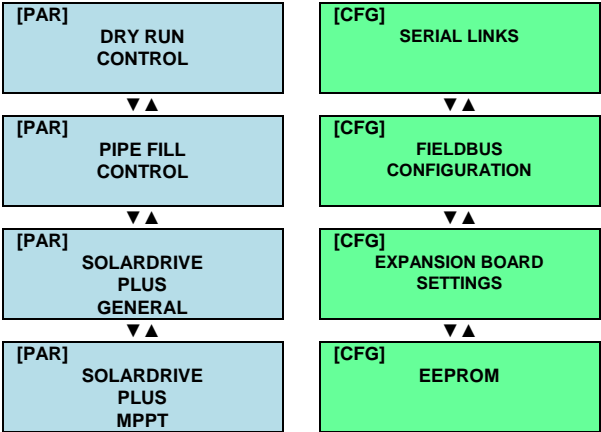 [PAR]
DRY RUN
CONTROL
▼▲
[PAR]
PIPE FILL
CONTROL
▼▲
[PAR]
SOLARDRIVE
PLUS
GENERAL
▼▲
[PAR]
SOLARDRIVE
PLUS
MPPT
[CFG]
SERIAL LINKS
▼▲
[CFG]
FIELDBUS
CONFIGURATION
▼▲
[CFG]
EXPANSION BOARD
SETTINGS
▼▲
[CFG]
EEPROM